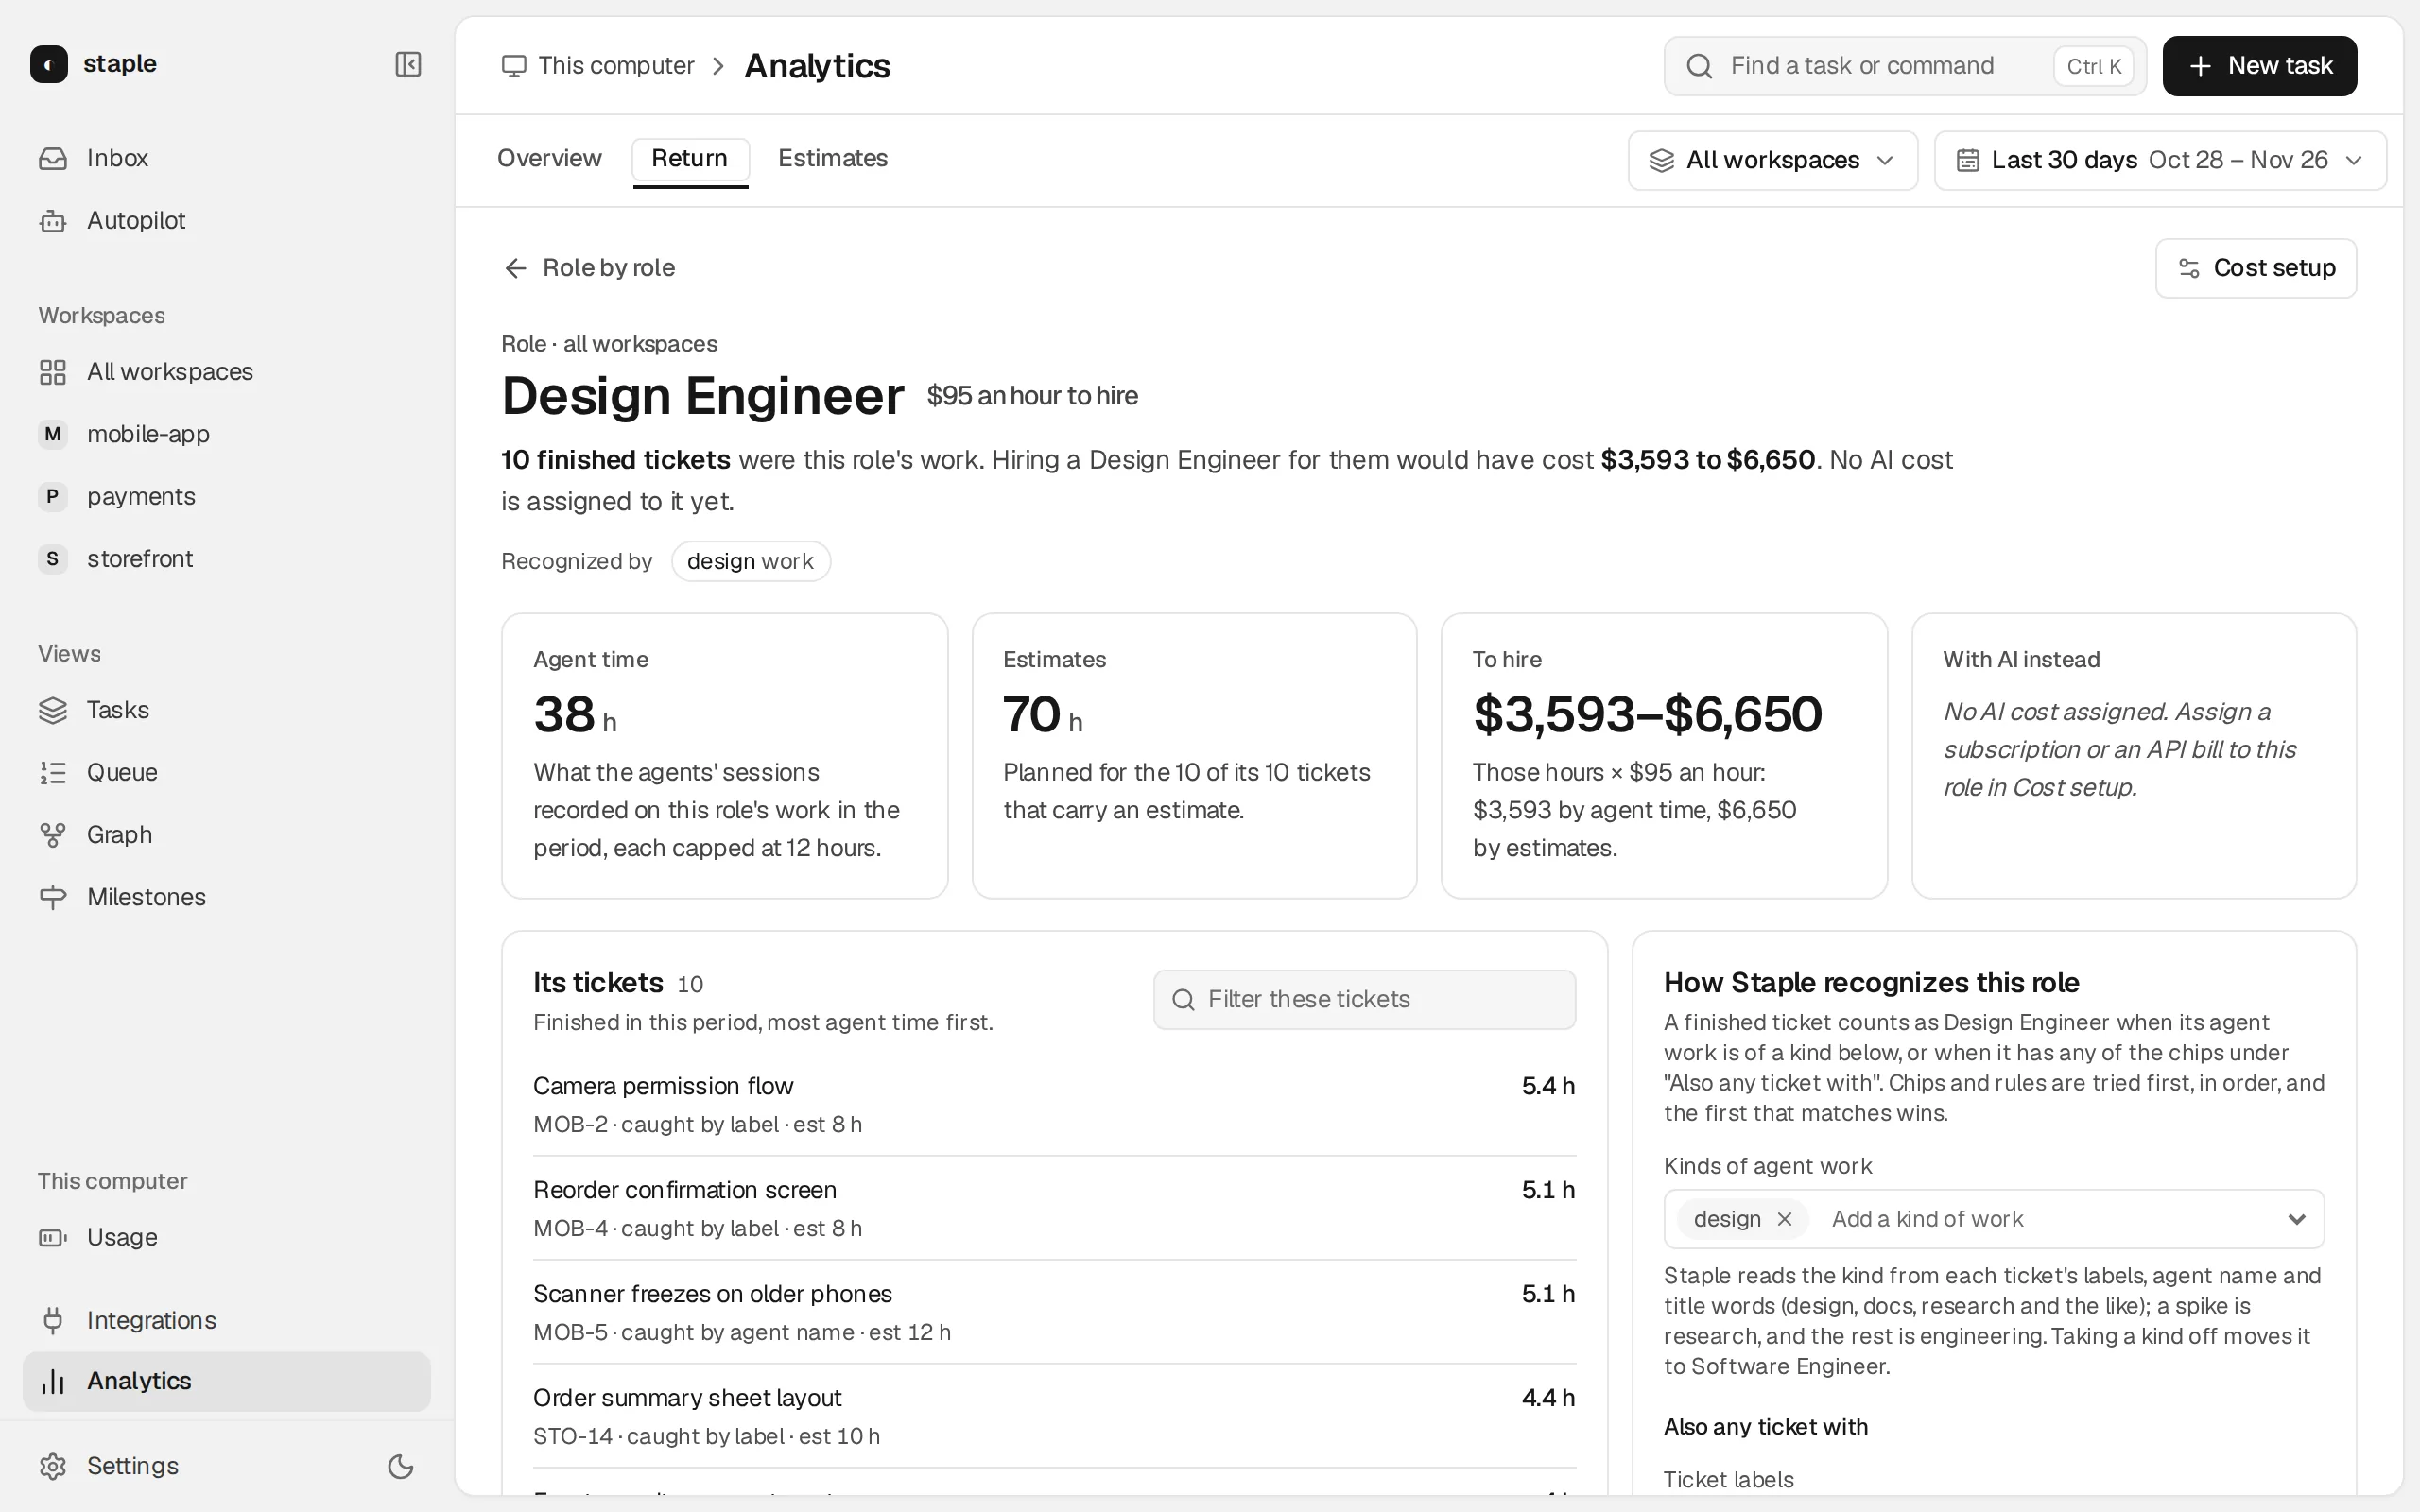 staple
Inbox
Autopilot
Workspaces
All workspaces
M mobile-app
P payments
S storefront
Views
Tasks
Queue
Graph
Milestones
This computer
Usage
Integrations
Analytics
Settings
This computer > Analytics
Find a task or command Ctrl K
New task
Overview Return Estimates
All workspaces
Last 30 days Oct 28 – Nov 26
Role by role
Cost setup
Role · all workspaces
Design Engineer $95 an hour to hire
10 finished tickets were this role's work. Hiring a Design Engineer for them would have cost $3,593 to $6,650. No AI cost
is assigned to it yet.
Recognized by design work
Agent time
38 h
What the agents' sessions
recorded on this role's work in the
period, each capped at 12 hours.
Estimates
70 h
Planned for the 10 of its 10 tickets
that carry an estimate.
To hire
$3,593–$6,650
Those hours × $95 an hour:
$3,593 by agent time, $6,650
by estimates.
With AI instead
No AI cost assigned. Assign a
subscription or an API bill to this
role in Cost setup.
Its tickets 10
Finished in this period, most agent time first.
Filter these tickets
Camera permission flow 5.4 h
MOB-2 · caught by label · est 8 h
Reorder confirmation screen 5.1 h
MOB-4 · caught by label · est 8 h
Scanner freezes on older phones 5.1 h
MOB-5 · caught by agent name · est 12 h
Order summary sheet layout 4.4 h
STO-14 · caught by label · est 10 h
How Staple recognizes this role
A finished ticket counts as Design Engineer when its agent
work is of a kind below, or when it has any of the chips under
"Also any ticket with". Chips and rules are tried first, in order, and
the first that matches wins.
Kinds of agent work
design Add a kind of work
Staple reads the kind from each ticket's labels, agent name and
title words (design, docs, research and the like); a spike is
research, and the rest is engineering. Taking a kind off moves it
to Software Engineer.
Also any ticket with
Ticket labels